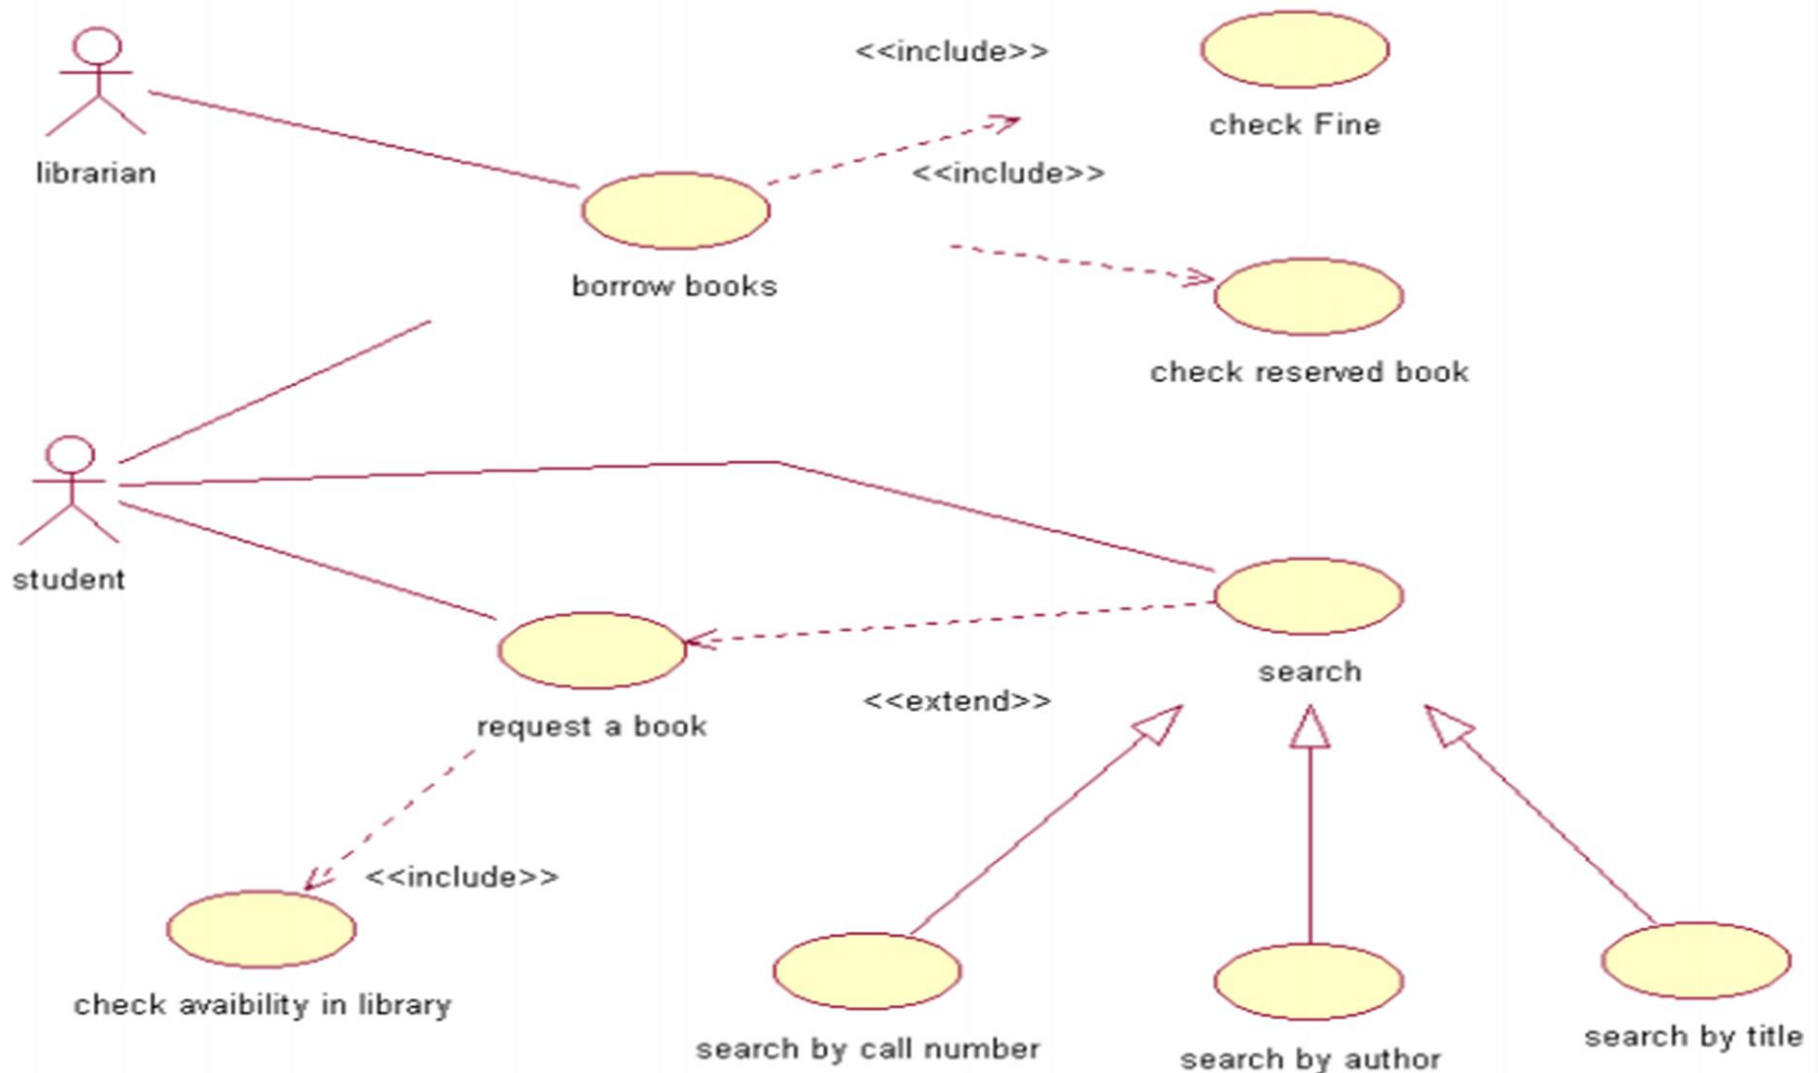 <<include>>
check Fine
librarian
<<include>>
borrow books
check reserved book
student
search
<<extend>>
request a book
<<include>>
check avaibility in library
search by call number
search by author
search by title